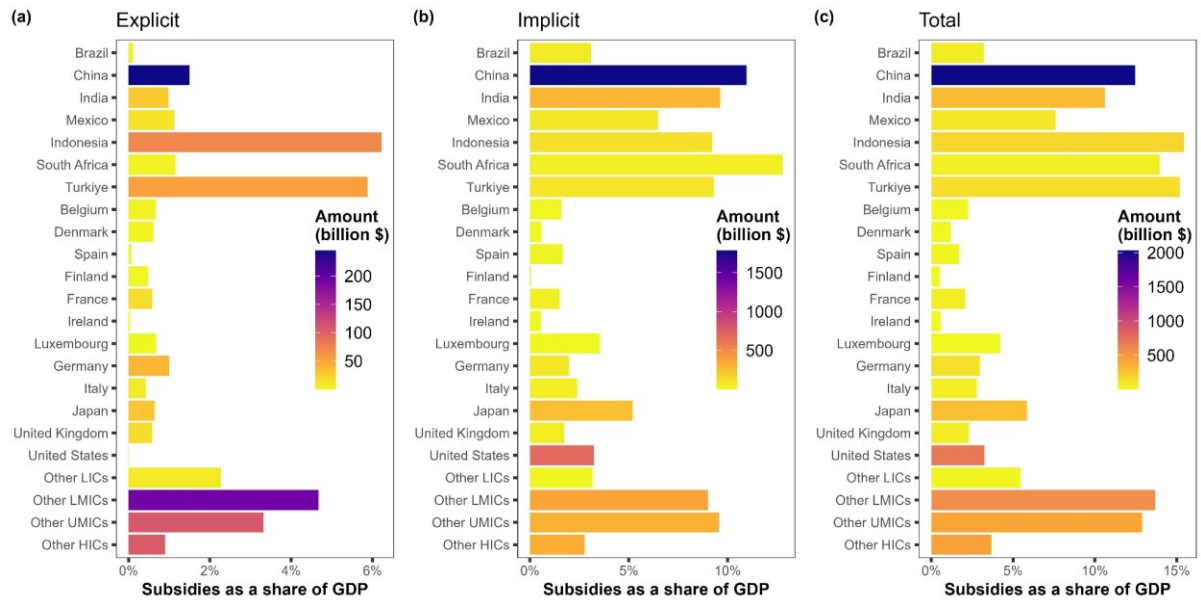 (a) Explicit
Brazil
China
India
Mexico
Indonesia
South Africa
Turkiye
Belgium
Denmark
Spain
Finland
France
Ireland
Luxembourg
Germany
Italy
Japan
United Kingdom
United States
Other LICs
Other LMICs
Other UMICs
Other HICs
0% 2% 4% 6%
Subsidies as a share of GDP
Amount
(billion $)
200
150
100
50
(b) Implicit
Brazil
China
India
Mexico
Indonesia
South Africa
Turkiye
Belgium
Denmark
Spain
Finland
France
Ireland
Luxembourg
Germany
Italy
Japan
United Kingdom
United States
Other LICs
Other LMICs
Other UMICs
Other HICs
0% 5% 10%
Subsidies as a share of GDP
Amount
(billion $)
1500
1000
500
(c) Total
Brazil
China
India
Mexico
Indonesia
South Africa
Turkiye
Belgium
Denmark
Spain
Finland
France
Ireland
Luxembourg
Germany
Italy
Japan
United Kingdom
United States
Other LICs
Other LMICs
Other UMICs
Other HICs
0% 5% 10% 15%
Subsidies as a share of GDP
Amount
(billion $)
2000
1500
1000
500